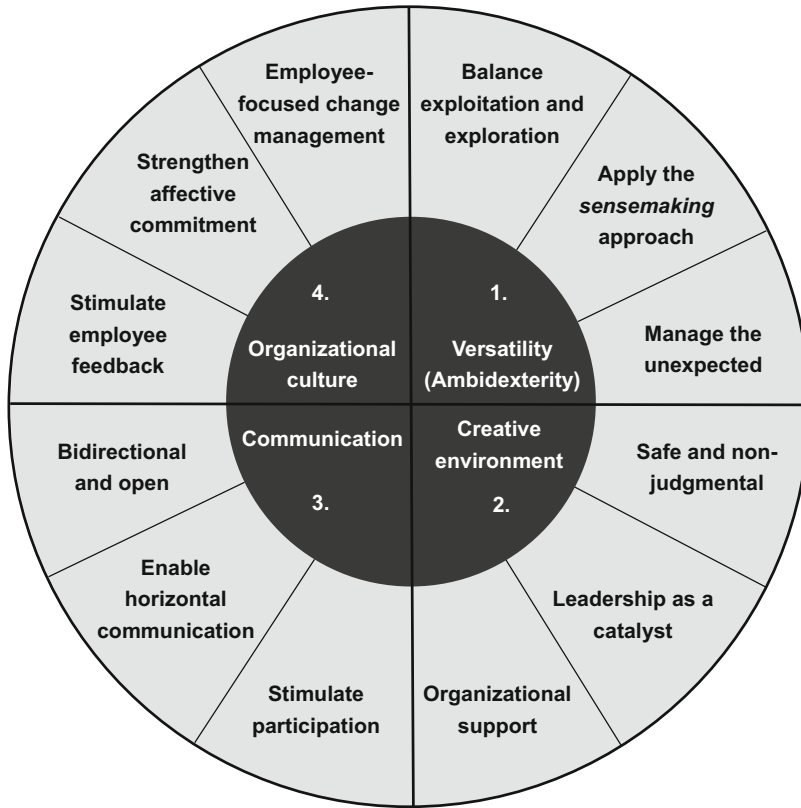 Employee-
focused change
management
Balance
exploitation and
exploration
Strengthen
affective
commitment
Apply the
sensemaking
approach
Stimulate
employee
feedback
Manage the
unexpected
4.
Organizational
culture
1.
Versatility
(Ambidexterity)
Communication
3.
Creative
environment
2.
Bidirectional
and open
Safe and non-
judgmental
Enable
horizontal
communication
Leadership as a
catalyst
Stimulate
participation
Organizational
support